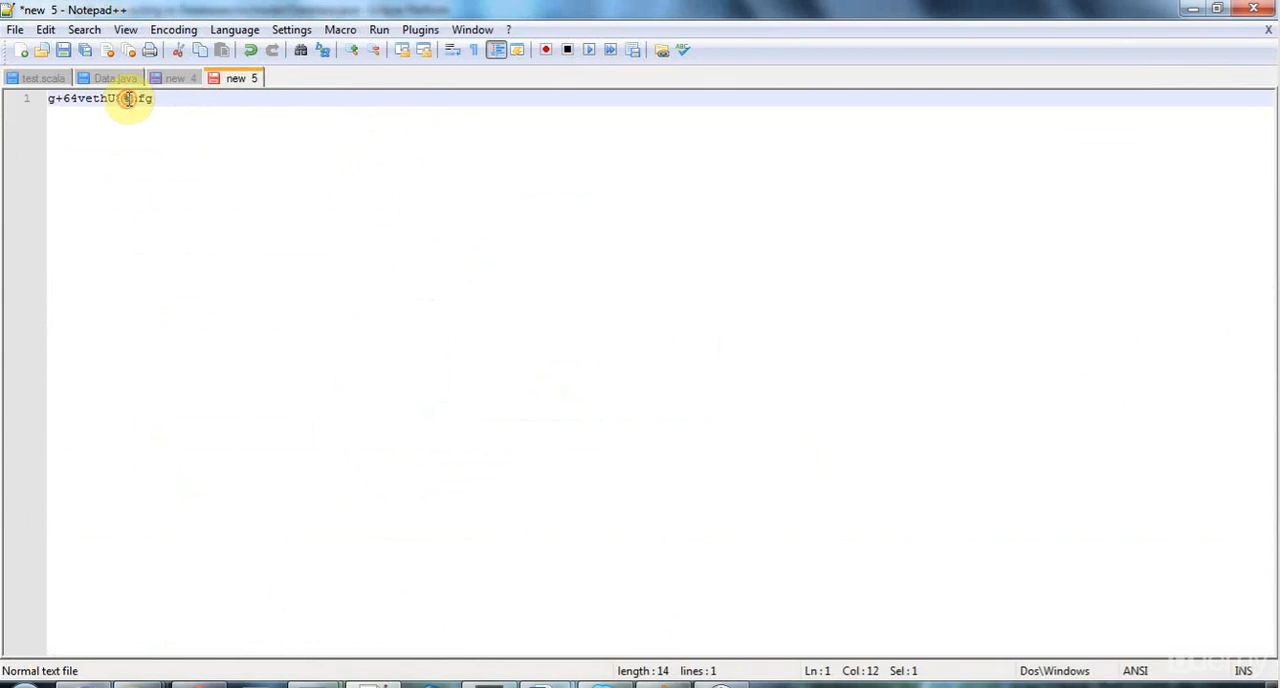 *new 5 - Notepad++
File Edit Search View Encoding Language Settings Macro Run Plugins Window ? X
test.scala Date.java new 4 new 5
1
Normal text file length : 14 lines : 1 Ln : 1 Col : 12 Sel : 1 Dos\Windows ANSI INS